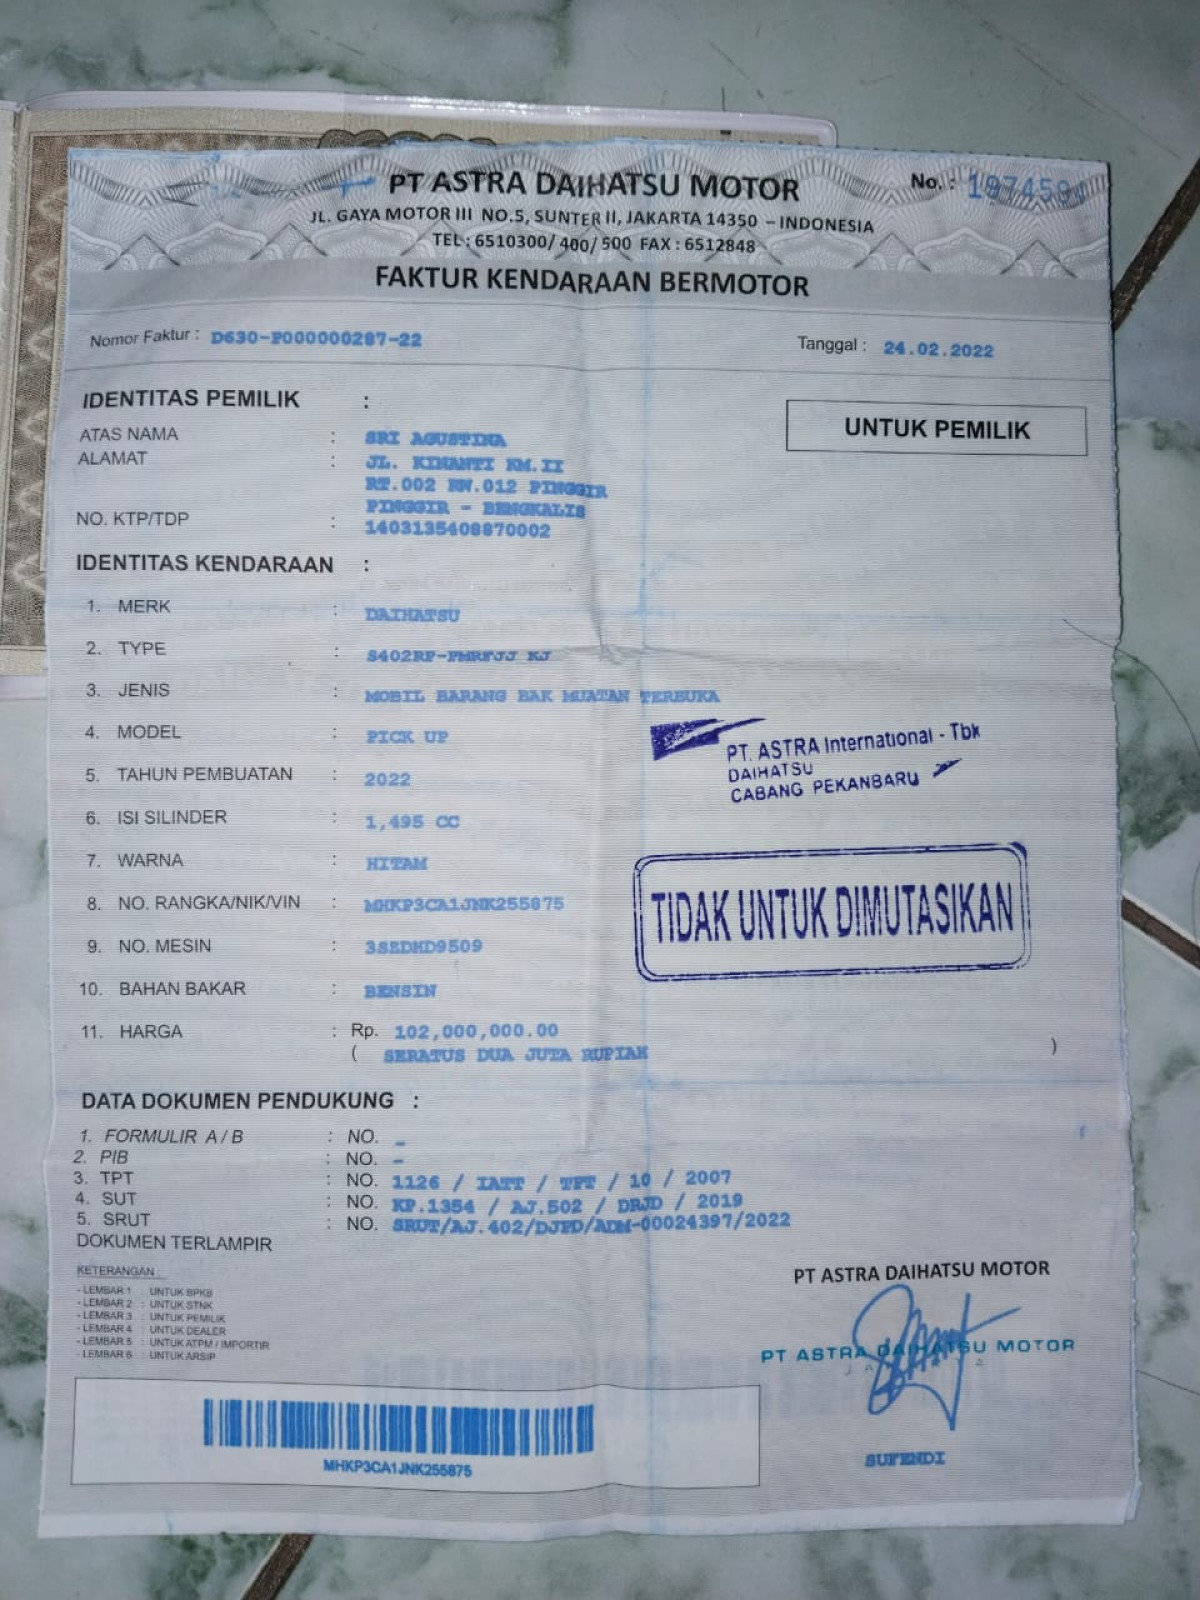 PT ASTRA DAIHATSU MOTOR
No. :
JL. GAYA MOTOR III NO.5, SUNTER II, JAKARTA 14350 – INDONESIA
TEL : 6510300/ 400/ 500 FAX : 6512848
FAKTUR KENDARAAN BERMOTOR
Nomor Faktur : D630-P000000287-22
Tanggal : 24.02.2022
IDENTITAS PEMILIK :
UNTUK PEMILIK
ATAS NAMA : SRI AGUSTINA
ALAMAT : JL. KINANTI KM.II
RT.002 RW.012 PINGGIR
PINGGIR - BENGKALIS
NO. KTP/TDP : 1403135408870002
IDENTITAS KENDARAAN :
1. MERK : DAIHATSU
2. TYPE : S402RP-PMRFJJ KJ
3. JENIS : MOBIL BARANG BAK MUATAN TERBUKA
4. MODEL : PICK UP
5. TAHUN PEMBUATAN : 2022
6. ISI SILINDER : 1,495 CC
7. WARNA : HITAM
8. NO. RANGKA/NIK/VIN : MHKP3CA1JNK255875
9. NO. MESIN : 3SEDHD9509
10. BAHAN BAKAR : BENSIN
11. HARGA : Rp. 102,000,000.00
( SERATUS DUA JUTA RUPIAH )
PT. ASTRA International - Tbk
DAIHATSU
CABANG PEKANBARU
TIDAK UNTUK DIMUTASIKAN
DATA DOKUMEN PENDUKUNG :
1. FORMULIR A / B : NO. -
2. PIB : NO. -
3. TPT : NO. 1126 / IATT / TPT / 10 / 2007
4. SUT : NO. KP.1354 / AJ.502 / DRJD / 2019
5. SRUT : NO. SRUT/AJ.402/DJPD/ADM-00024397/2022
DOKUMEN TERLAMPIR
KETERANGAN :
- LEMBAR 1 : UNTUK BPKB
- LEMBAR 2 : UNTUK STNK
- LEMBAR 3 : UNTUK PEMILIK
- LEMBAR 4 : UNTUK DEALER
- LEMBAR 5 : UNTUK ATPM / IMPORTIR
- LEMBAR 6 : UNTUK ARSIP
PT ASTRA DAIHATSU MOTOR
PT ASTRA DAIHATSU MOTOR
SUFENDI
MHKP3CA1JNK255875